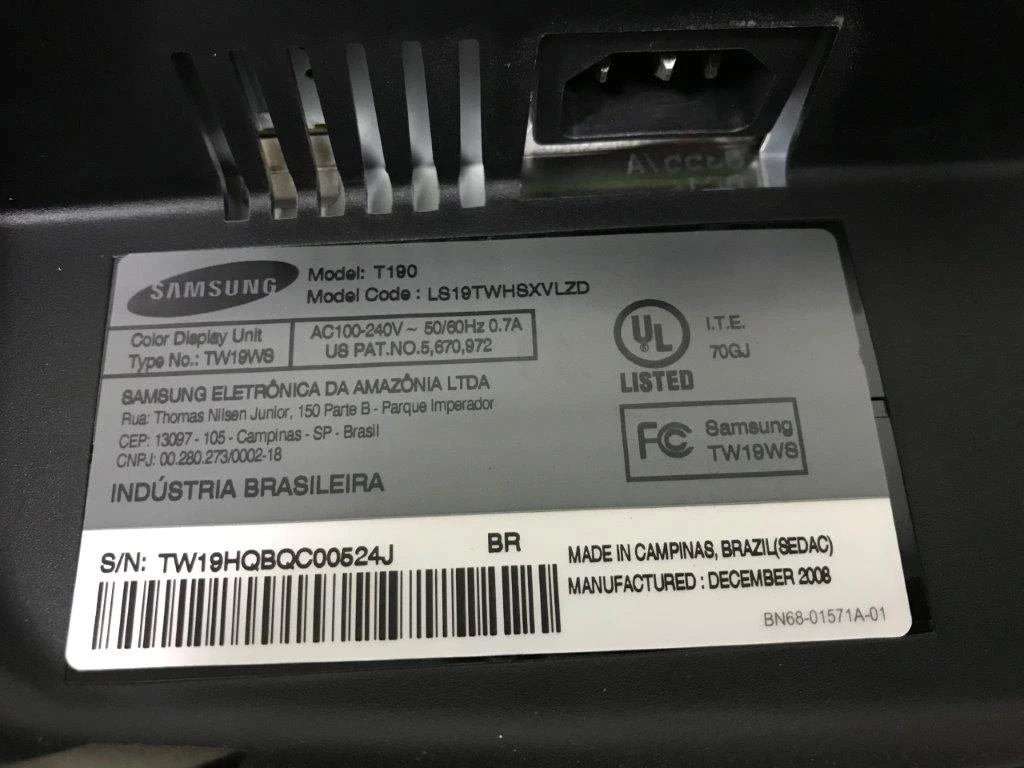 SAMSUNG
Model: T190
Model Code : LS19TWHSXVLZD
Color Display Unit
Type No.: TW19WS
AC100-240V ~ 50/60Hz 0.7A
US PAT.NO.5,670,972
UL
®
LISTED
I.T.E.
70GJ
SAMSUNG ELETRÔNICA DA AMAZÔNIA LTDA
Rua: Thomas Nilsen Junior, 150 Parte B - Parque Imperador
CEP: 13097 - 105 - Campinas - SP - Brasil
CNPJ: 00.280.273/0002-18
INDÚSTRIA BRASILEIRA
FC
Samsung
TW19WS
S/N: TW19HQBQC00524J
BR
MADE IN CAMPINAS, BRAZIL(SEDAC)
MANUFACTURED : DECEMBER 2008
BN68-01571A-01